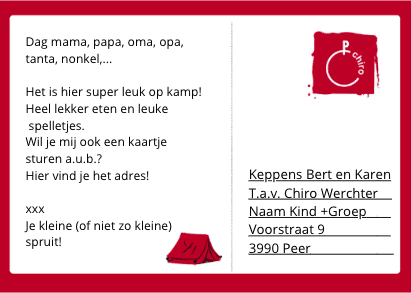 Dag mama, papa, oma, opa,
tanta, nonkel,...
Het is hier super leuk op kamp!
Heel lekker eten en leuke
spelletjes.
Wil je mij ook een kaartje
sturen a.u.b.?
Hier vind je het adres!
xxx
Je kleine (of niet zo kleine)
spruit!
chiro
Keppens Bert en Karen
T.a.v. Chiro Werchter
Naam Kind +Groep
Voorstraat 9
3990 Peer